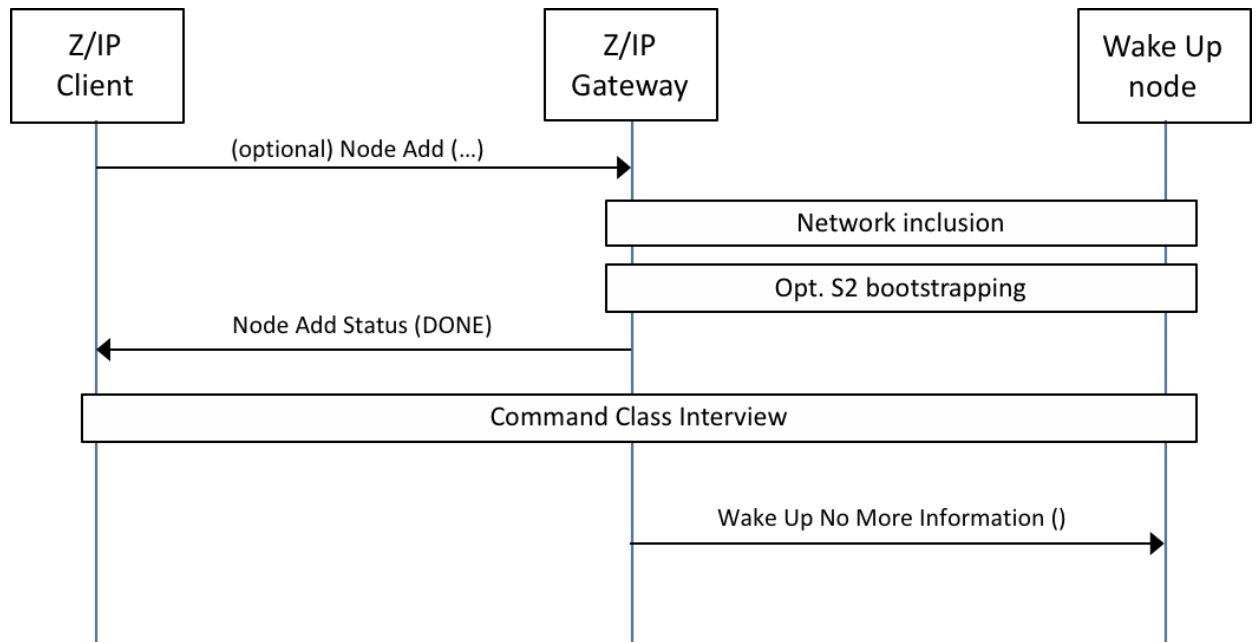 Z/IP
Client
Z/IP
Gateway
Wake Up
node
(optional) Node Add (...)
Network inclusion
Opt. S2 bootstrapping
Node Add Status (DONE)
Command Class Interview
Wake Up No More Information ()